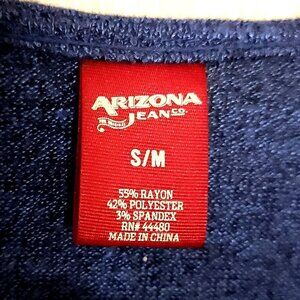 ARIZONA
JEAN CO.
S/M
55% RAYON
42% POLYESTER
3% SPANDEX
RN# 44480
MADE IN CHINA